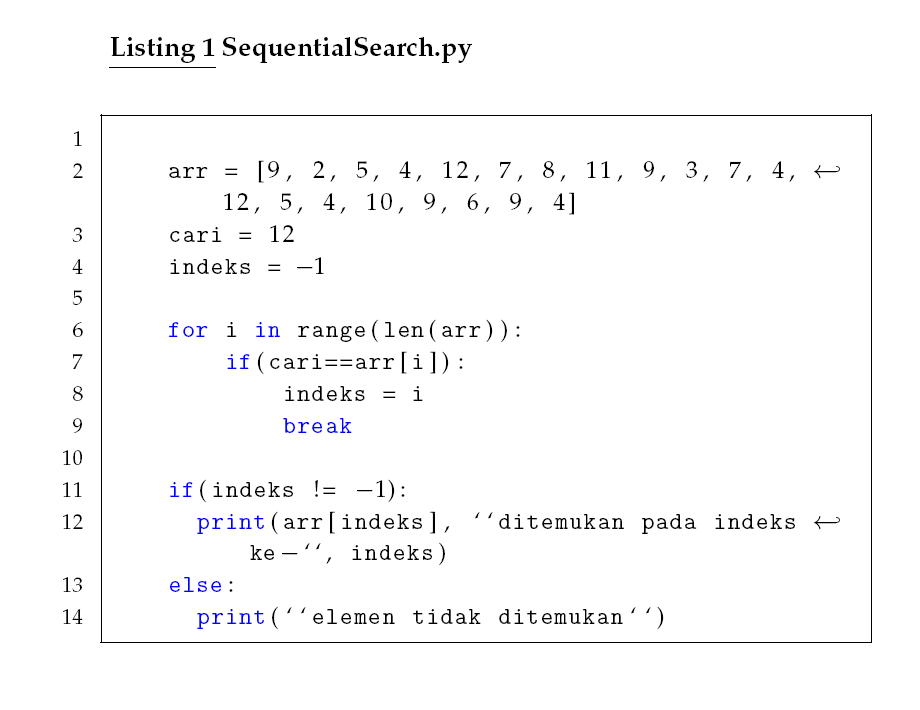 Listing 1 SequentialSearch.py
1
2 arr = [9, 2, 5, 4, 12, 7, 8, 11, 9, 3, 7, 4, ↩
12, 5, 4, 10, 9, 6, 9, 4]
3 cari = 12
4 indeks = −1
5
6 for i in range(len(arr)):
7 if(cari==arr[i]):
8 indeks = i
9 break
10
11 if(indeks != −1):
12 print(arr[indeks], ‘‘ditemukan pada indeks ↩
ke−‘‘, indeks)
13 else:
14 print(‘‘elemen tidak ditemukan‘‘)